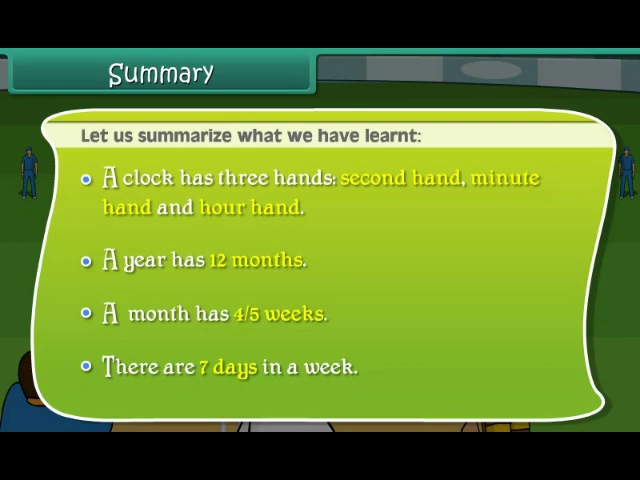 Summary
Let us summarize what we have learnt:
A clock has three hands: second hand, minute
hand and hour hand.
A year has 12 months.
A month has 4/5 weeks.
There are 7 days in a week.